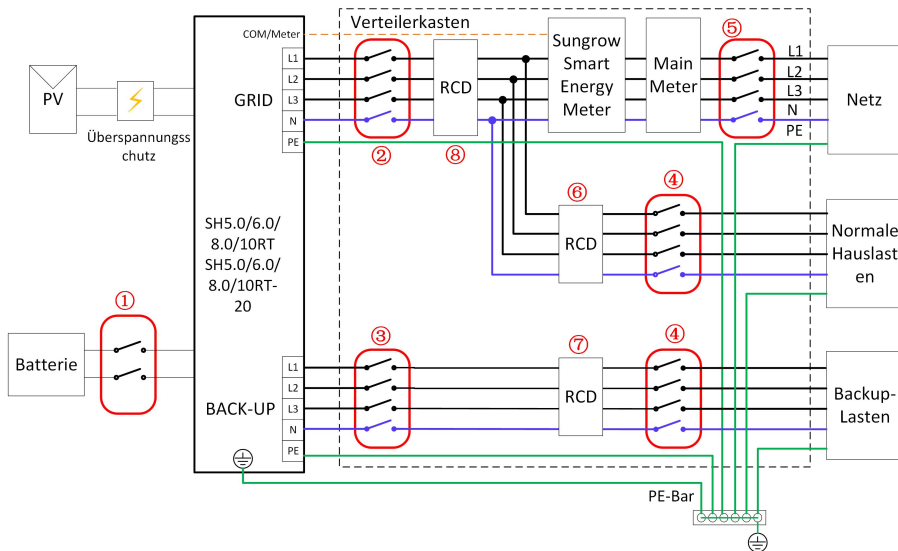 Verteilerkasten
COM/Meter
⑤
L1
L2
L3
N
PE
GRID
PV
Überspannungss
chutz
②
RCD
⑧
Sungrow
Smart
Energy
Meter
Main
Meter
L1
L2
L3
N
PE
Netz
SH5.0/6.0/
8.0/10RT
SH5.0/6.0/
8.0/10RT-
20
⑥
RCD
④
Normale
Hauslast
en
①
Batterie
BACK-UP
L1
L2
L3
N
PE
③
⑦
RCD
④
Backup-
Lasten
PE-Bar